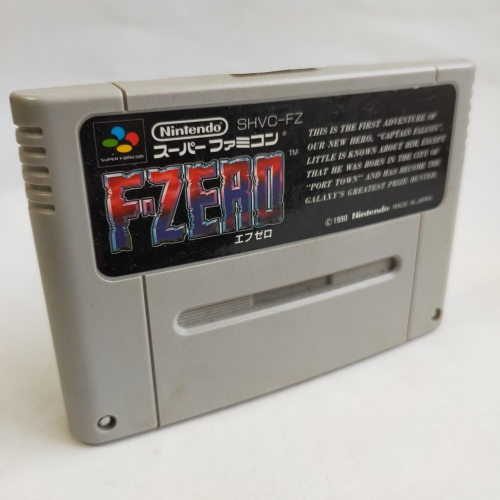 SUPER FAMICOM
Nintendo® SHVC-FZ
スーパーファミコン®
F-ZERO™
エフゼロ
THIS IS THE FIRST ADVENTURE OF
OUR NEW HERO, "CAPTAIN FALCON".
LITTLE IS KNOWN ABOUT HIM, EXCEPT
THAT HE WAS BORN IN THE CITY OF
"PORT TOWN" AND HAS BECOME THE
GALAXY'S GREATEST PRIZE HUNTER.
©1990 Nintendo MADE IN JAPAN